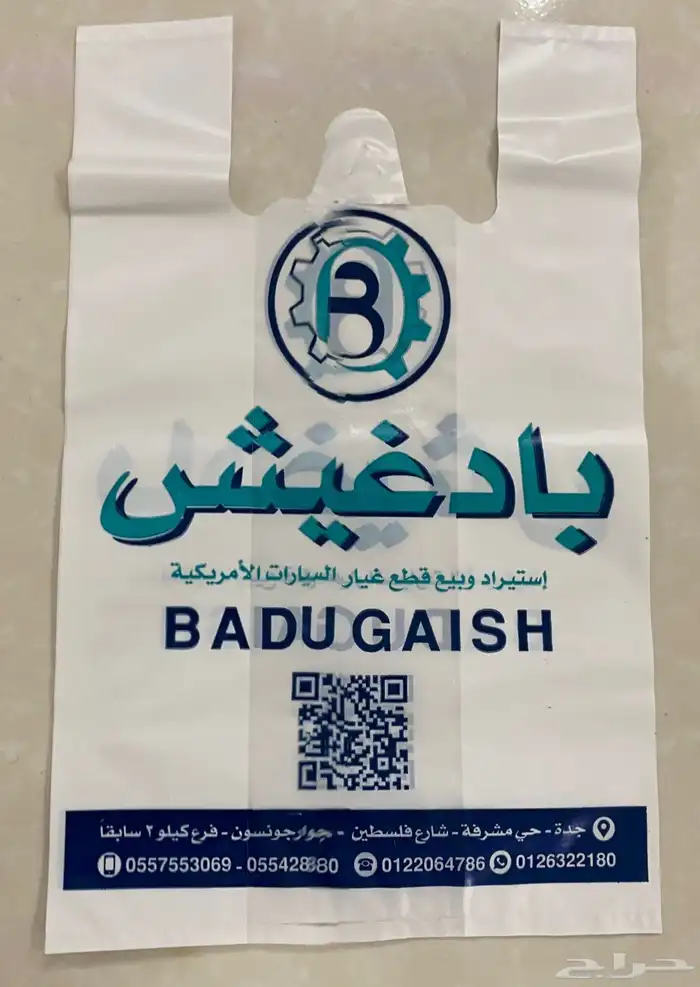 B
بادغيش
إستيراد وبيع قطع غيار السيارات الأمريكية
BADUGAISH
جدة - حي مشرفة - شارع فلسطين - جوار جونسون - فرع كيلو ٢ سابقاً
0557553069 - 0122064786 0126322180
حراج